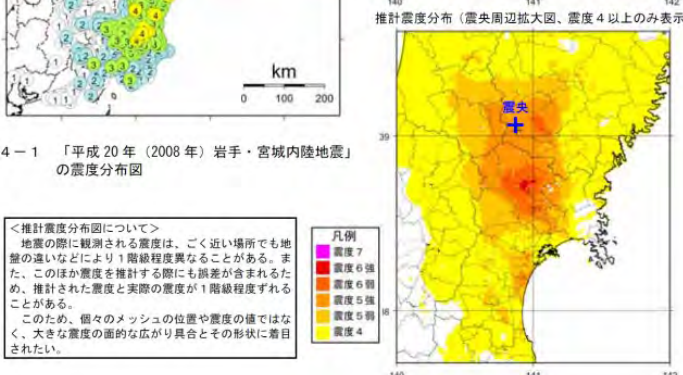 km
0 100 200
4－1 「平成20年（2008年）岩手・宮城内陸地震」
の震度分布図
＜推計震度分布図について＞
地震の際に観測される震度は、ごく近い場所でも地
盤の違いなどにより1階級程度異なることがある。ま
た、このほか震度を推計する際にも誤差が含まれるため
め、推計された震度と実際の震度が1階級程度ずれる
ことがある。
このため、個々のメッシュの位置や震度の値ではな
く、大きな震度の面的な広がり具合とその形状に着目
されたい。
凡例
震度7
震度6強
震度6弱
震度5強
震度5弱
震度4
推計震度分布（震央周辺拡大図、震度4以上のみ表示
震央
39
141